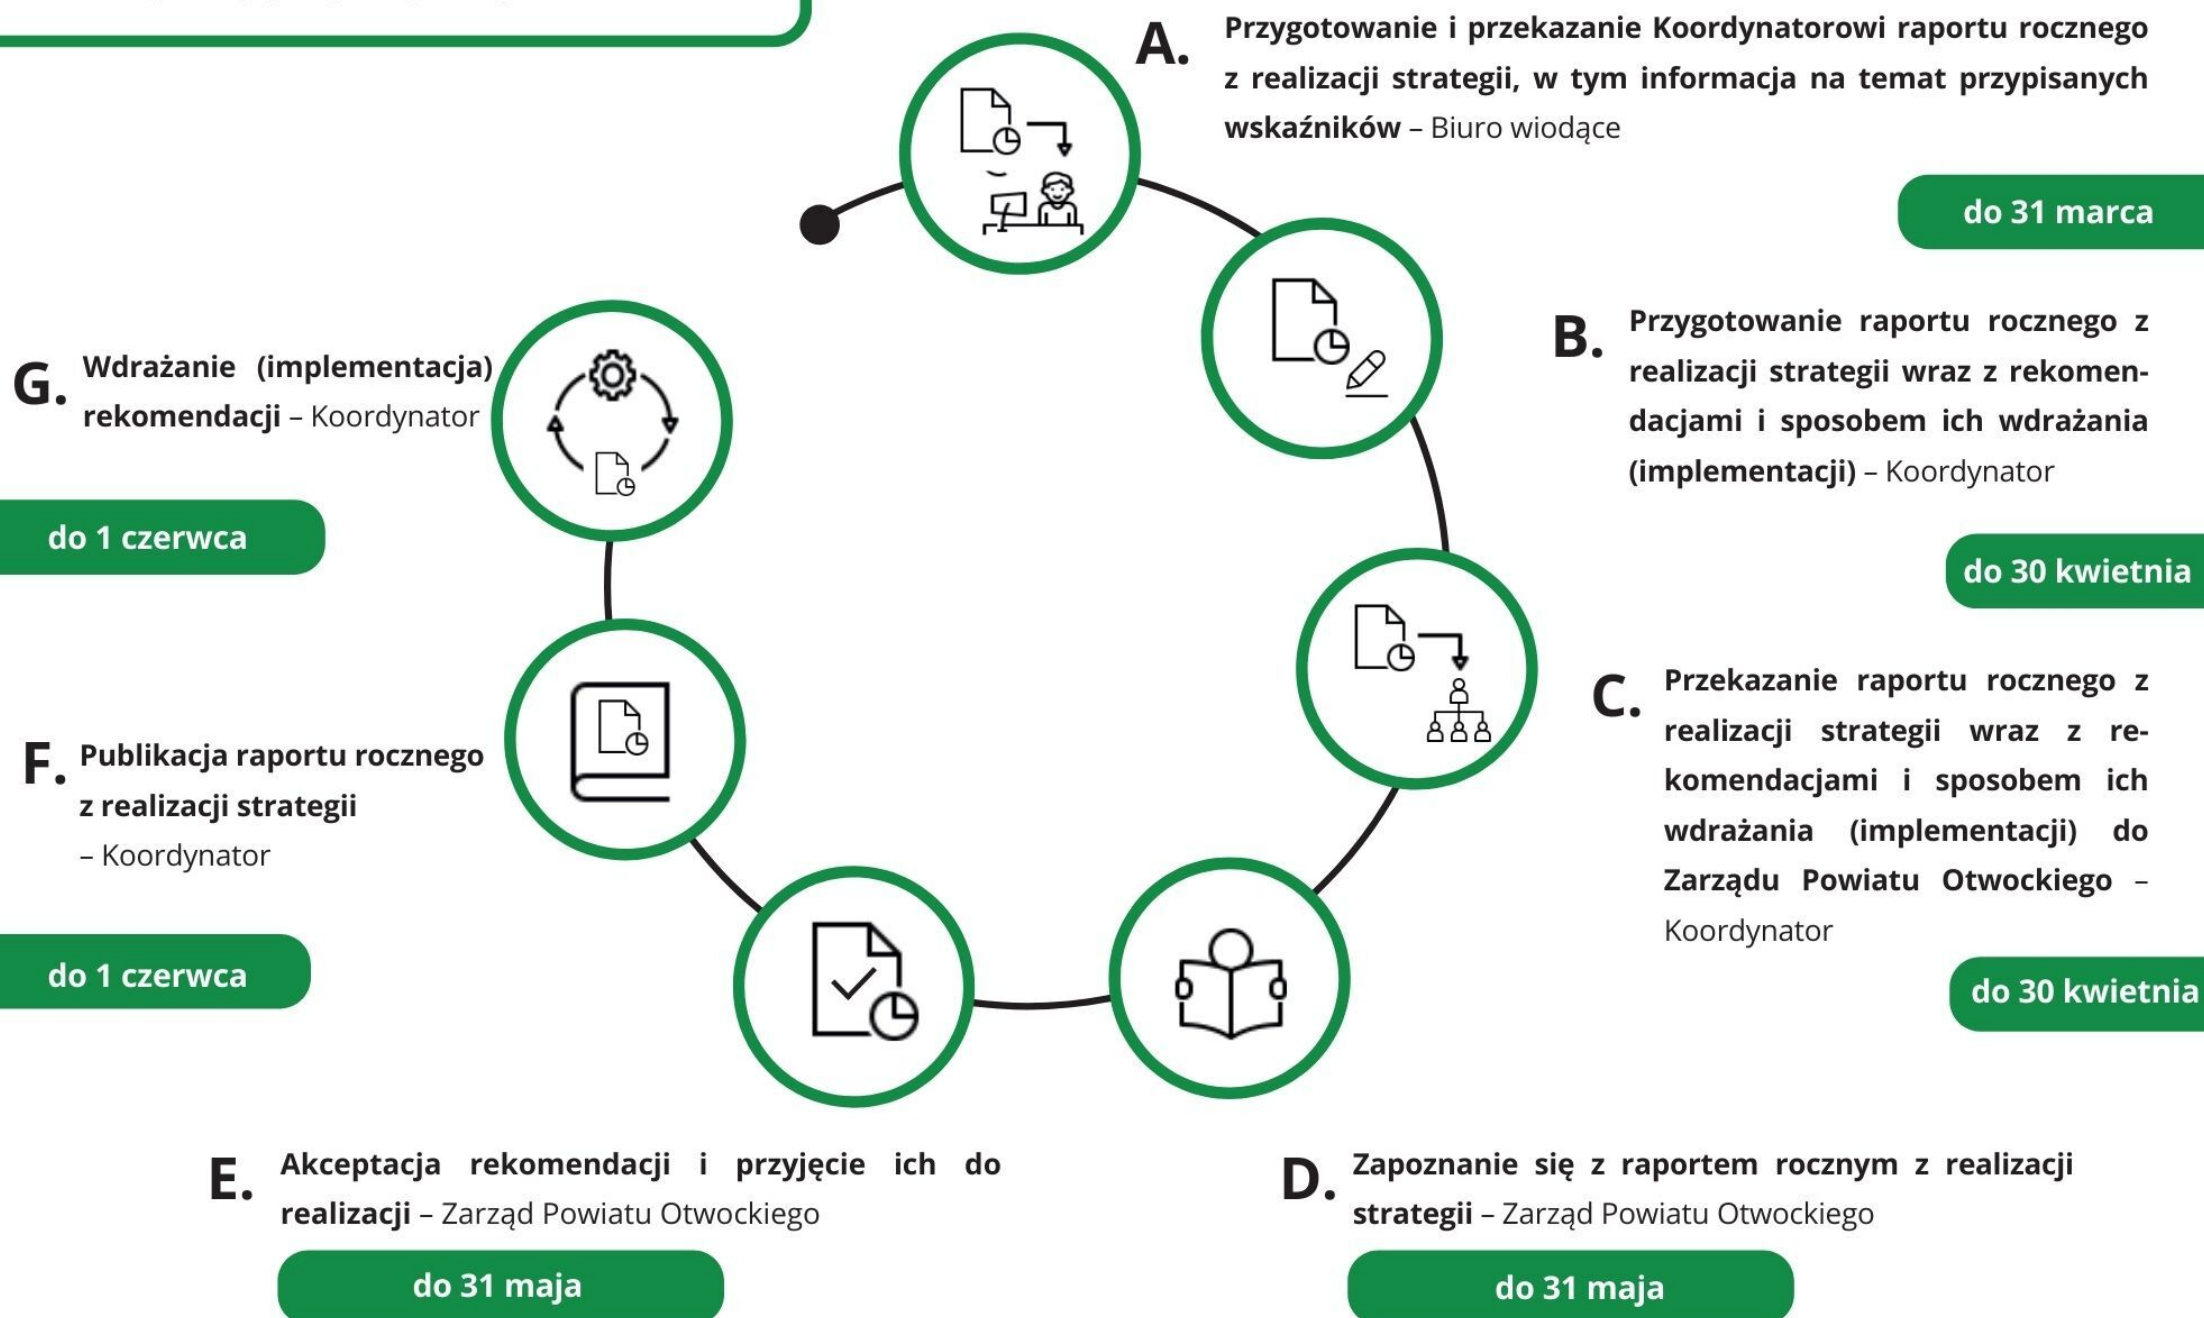 A.
Przygotowanie i przekazanie Koordynatorowi raportu rocznego
z realizacji strategii, w tym informacja na temat przypisanych
wskaźników – Biuro wiodące
do 31 marca
B.
Przygotowanie raportu rocznego z
realizacji strategii wraz z rekomen-
dacjami i sposobem ich wdrażania
(implementacji) – Koordynator
do 30 kwietnia
C.
Przekazanie raportu rocznego z
realizacji strategii wraz z re-
komendacjami i sposobem ich
wdrażania (implementacji) do
Zarządu Powiatu Otwockiego –
Koordynator
do 30 kwietnia
D.
Zapoznanie się z raportem rocznym z realizacji
strategii – Zarząd Powiatu Otwockiego
do 31 maja
E.
Akceptacja rekomendacji i przyjęcie ich do
realizacji – Zarząd Powiatu Otwockiego
do 31 maja
F.
Publikacja raportu rocznego
z realizacji strategii
– Koordynator
do 1 czerwca
G.
Wdrażanie (implementacja)
rekomendacji – Koordynator
do 1 czerwca